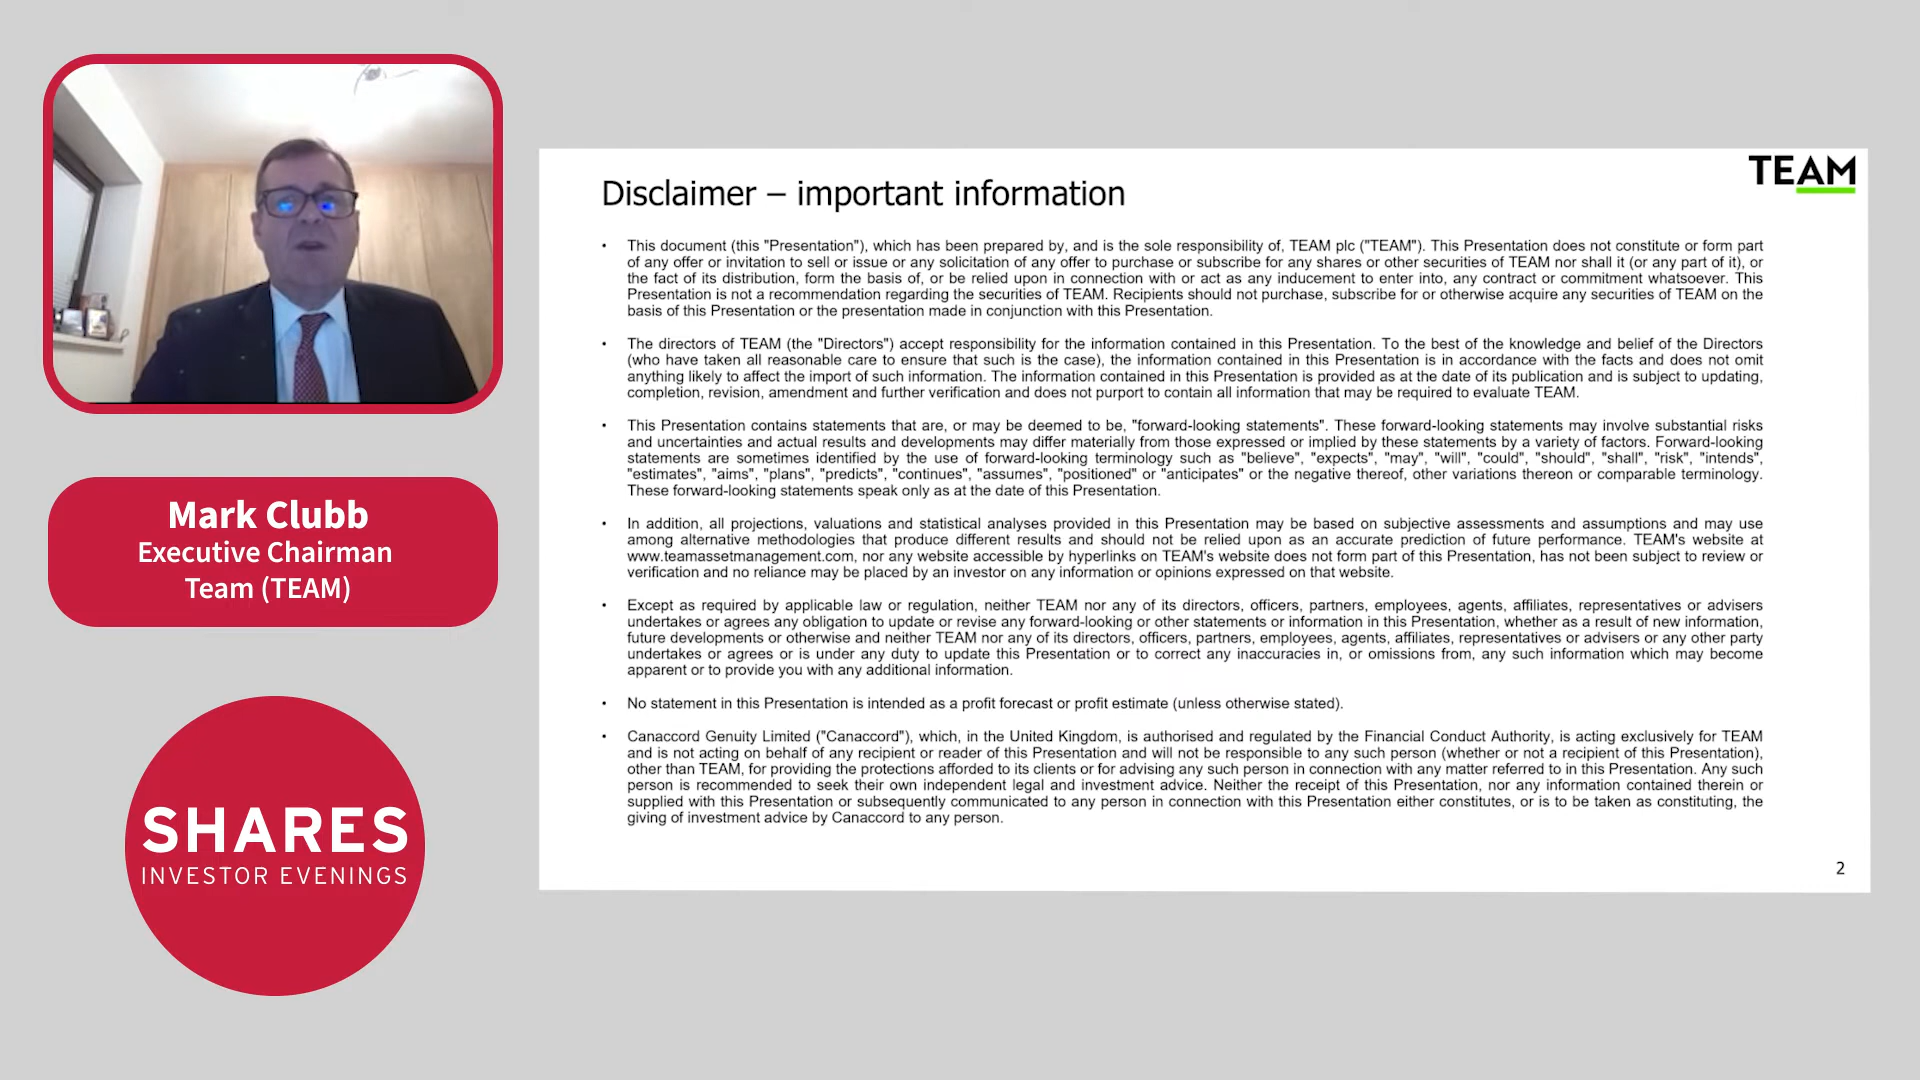 Mark Clubb
Executive Chairman
Team (TEAM)
SHARES
INVESTOR EVENINGS
TEAM
Disclaimer – important information
• This document (this "Presentation"), which has been prepared by, and is the sole responsibility of, TEAM plc ("TEAM"). This Presentation does not constitute or form part
of any offer or invitation to sell or issue or any solicitation of any offer to purchase or subscribe for any shares or other securities of TEAM nor shall it (or any part of it), or
the fact of its distribution, form the basis of, or be relied upon in connection with or act as any inducement to enter into, any contract or commitment whatsoever. This
Presentation is not a recommendation regarding the securities of TEAM. Recipients should not purchase, subscribe for or otherwise acquire any securities of TEAM on the
basis of this Presentation or the presentation made in conjunction with this Presentation.
• The directors of TEAM (the "Directors") accept responsibility for the information contained in this Presentation. To the best of the knowledge and belief of the Directors
(who have taken all reasonable care to ensure that such is the case), the information contained in this Presentation is in accordance with the facts and does not omit
anything likely to affect the import of such information. The information contained in this Presentation is provided as at the date of its publication and is subject to updating,
completion, revision, amendment and further verification and does not purport to contain all information that may be required to evaluate TEAM.
• This Presentation contains statements that are, or may be deemed to be, "forward-looking statements". These forward-looking statements may involve substantial risks
and uncertainties and actual results and developments may differ materially from those expressed or implied by these statements by a variety of factors. Forward-looking
statements are sometimes identified by the use of forward-looking terminology such as "believe", "expects", "may", "will", "could", "should", "shall", "risk", "intends",
"estimates", "aims", "plans", "predicts", "continues", "assumes", "positioned" or "anticipates" or the negative thereof, other variations thereon or comparable terminology.
These forward-looking statements speak only as at the date of this Presentation.
• In addition, all projections, valuations and statistical analyses provided in this Presentation may be based on subjective assessments and assumptions and may use
among alternative methodologies that produce different results and should not be relied upon as an accurate prediction of future performance. TEAM's website at
www.teamassetmanagement.com, nor any website accessible by hyperlinks on TEAM's website does not form part of this Presentation, has not been subject to review or
verification and no reliance may be placed by an investor on any information or opinions expressed on that website.
• Except as required by applicable law or regulation, neither TEAM nor any of its directors, officers, partners, employees, agents, affiliates, representatives or advisers
undertakes or agrees any obligation to update or revise any forward-looking or other statements or information in this Presentation, whether as a result of new information,
future developments or otherwise and neither TEAM nor any of its directors, officers, partners, employees, agents, affiliates, representatives or advisers or any other party
undertakes or agrees or is under any duty to update this Presentation or to correct any inaccuracies in, or omissions from, any such information which may become
apparent or to provide you with any additional information.
• No statement in this Presentation is intended as a profit forecast or profit estimate (unless otherwise stated).
• Canaccord Genuity Limited ("Canaccord"), which, in the United Kingdom, is authorised and regulated by the Financial Conduct Authority, is acting exclusively for TEAM
and is not acting on behalf of any recipient or reader of this Presentation and will not be responsible to any such person (whether or not a recipient of this Presentation),
other than TEAM, for providing the protections afforded to its clients or for advising any such person in connection with any matter referred to in this Presentation. Any such
person is recommended to seek their own independent legal and investment advice. Neither the receipt of this Presentation, nor any information contained therein or
supplied with this Presentation or subsequently communicated to any person in connection with this Presentation either constitutes, or is to be taken as constituting, the
giving of investment advice by Canaccord to any person.
2